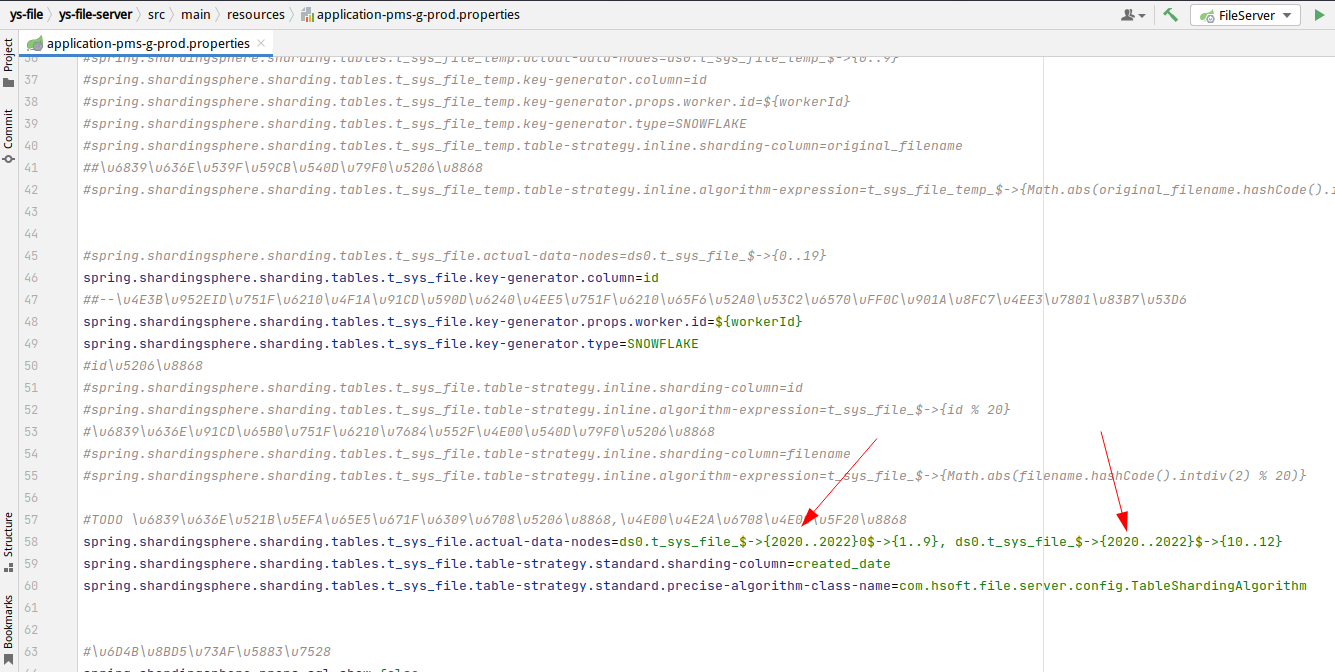 ys-file
ys-file-server
src
main
resources
application-pms-g-prod.properties
FileServer
application-pms-g-prod.properties
Project
Commit
Structure
Bookmarks
36 #spring.shardingsphere.sharding.tables.t_sys_file_temp.actual-data-nodes=ds0.t_sys_file_temp_$->{0..9}
37 #spring.shardingsphere.sharding.tables.t_sys_file_temp.key-generator.column=id
38 #spring.shardingsphere.sharding.tables.t_sys_file_temp.key-generator.props.worker.id=${workerId}
39 #spring.shardingsphere.sharding.tables.t_sys_file_temp.key-generator.type=SNOWFLAKE
40 #spring.shardingsphere.sharding.tables.t_sys_file_temp.table-strategy.inline.sharding-column=original_filename
41 ##\u6839\u636E\u539F\u59CB\u540D\u79F0\u5206\u8868
42 #spring.shardingsphere.sharding.tables.t_sys_file_temp.table-strategy.inline.algorithm-expression=t_sys_file_temp_$->{Math.abs(original_filename.hashCode().i
43
44
45 #spring.shardingsphere.sharding.tables.t_sys_file.actual-data-nodes=ds0.t_sys_file_$->{0..19}
46 spring.shardingsphere.sharding.tables.t_sys_file.key-generator.column=id
47 ##--\u4E3B\u952EID\u751F\u6210\u4F1A\u91CD\u590D\u6240\u4EE5\u751F\u6210\u65F6\u52A0\u53C2\u6570\uFF0C\u901A\u8FC7\u4EE3\u7801\u83B7\u53D6
48 spring.shardingsphere.sharding.tables.t_sys_file.key-generator.props.worker.id=${workerId}
49 spring.shardingsphere.sharding.tables.t_sys_file.key-generator.type=SNOWFLAKE
50 #id\u5206\u8868
51 #spring.shardingsphere.sharding.tables.t_sys_file.table-strategy.inline.sharding-column=id
52 #spring.shardingsphere.sharding.tables.t_sys_file.table-strategy.inline.algorithm-expression=t_sys_file_$->{id % 20}
53 #\u6839\u636E\u91CD\u65B0\u751F\u6210\u7684\u552F\u4E00\u540D\u79F0\u5206\u8868
54 #spring.shardingsphere.sharding.tables.t_sys_file.table-strategy.inline.sharding-column=filename
55 #spring.shardingsphere.sharding.tables.t_sys_file.table-strategy.inline.algorithm-expression=t_sys_file_$->{Math.abs(filename.hashCode().intdiv(2) % 20)}
56
57 #TODO \u6839\u636E\u521B\u5EFA\u65E5\u671F\u6309\u6708\u5206\u8868,\u4E00\u4E2A\u6708\u4E00\u5F20\u8868
58 spring.shardingsphere.sharding.tables.t_sys_file.actual-data-nodes=ds0.t_sys_file_$->{2020..2022}0$->{1..9}, ds0.t_sys_file_$->{2020..2022}$->{10..12}
59 spring.shardingsphere.sharding.tables.t_sys_file.table-strategy.standard.sharding-column=created_date
60 spring.shardingsphere.sharding.tables.t_sys_file.table-strategy.standard.precise-algorithm-class-name=com.hsoft.file.server.config.TableShardingAlgorithm
61
62
63 #\u6D4B\u8BD5\u73AF\u5883\u7528